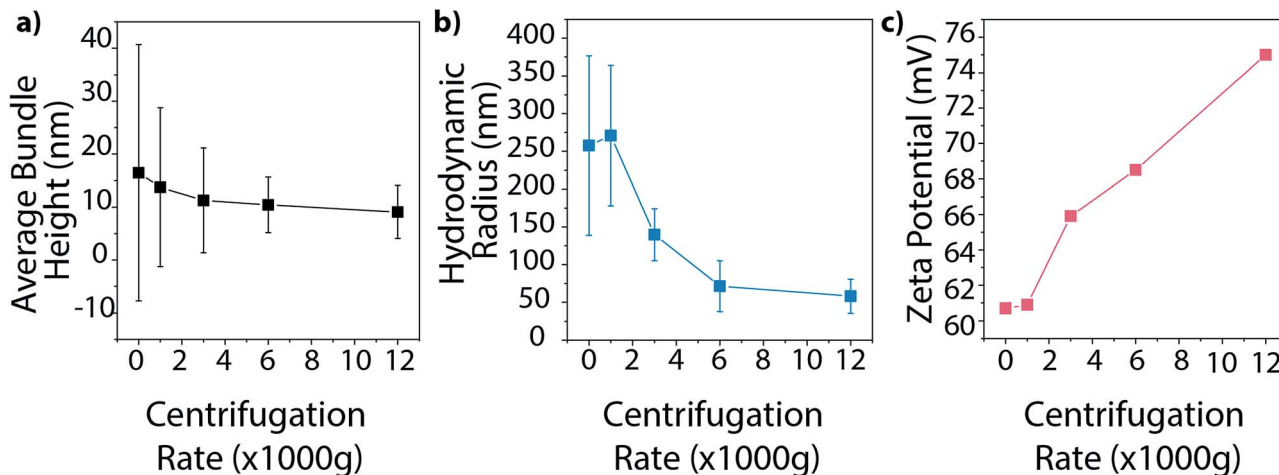 a)
Average Bundle
Height (nm)
40
30
20
10
0
-10
0 2 4 6 8 10 12
Centrifugation
Rate (x1000g)
b)
Hydrodynamic
Radius (nm)
400
350
300
250
200
150
100
50
0
0 2 4 6 8 10 12
Centrifugation
Rate (x1000g)
c)
Zeta Potential (mV)
76
74
72
70
68
66
64
62
60
0 2 4 6 8 10 12
Centrifugation
Rate (x1000g)